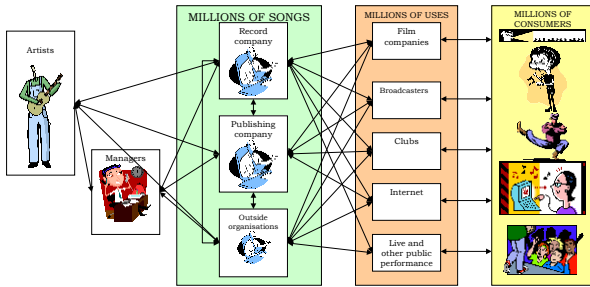 MILLIONS OF SONGS
MILLIONS OF USES
MILLIONS OF
CONSUMERS
Artists
Managers
Record
company
Publishing
company
Outside
organisations
Film
companies
Broadcasters
Clubs
Internet
Live and
other public
performance